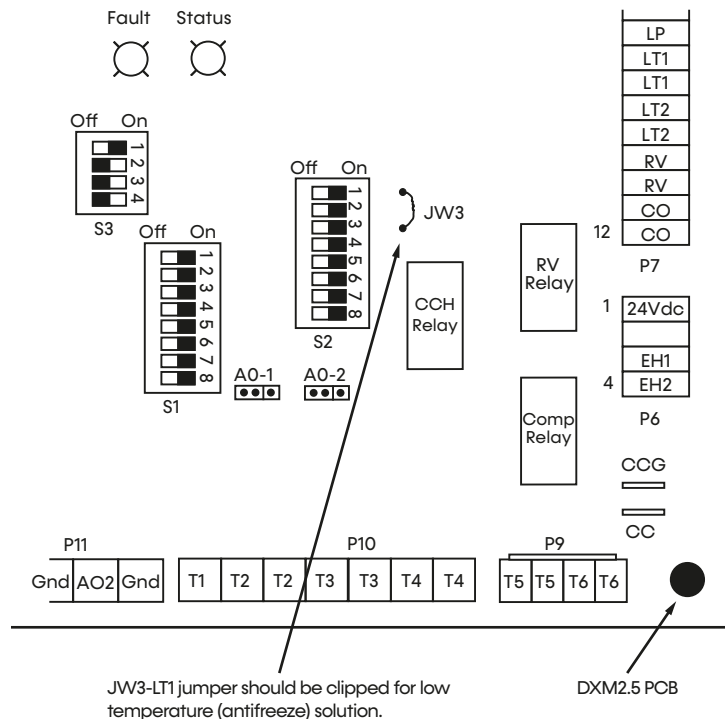 Fault Status
Off On
1
2
3
4
S3
Off On
1
2
3
4
5
6
7
8
S1
Off On
1
2
3
4
5
6
7
8
S2
JW3
CCH
Relay
A0-1 A0-2
RV
Relay
Comp
Relay
LP
LT1
LT1
LT2
LT2
RV
RV
CO
12 CO
P7
1 24Vdc
EH1
4 EH2
P6
CCG
CC
P11
Gnd AO2 Gnd
P10
T1 T2 T2 T3 T3 T4 T4
P9
T5 T5 T6 T6
JW3-LT1 jumper should be clipped for low
temperature (antifreeze) solution.
DXM2.5 PCB